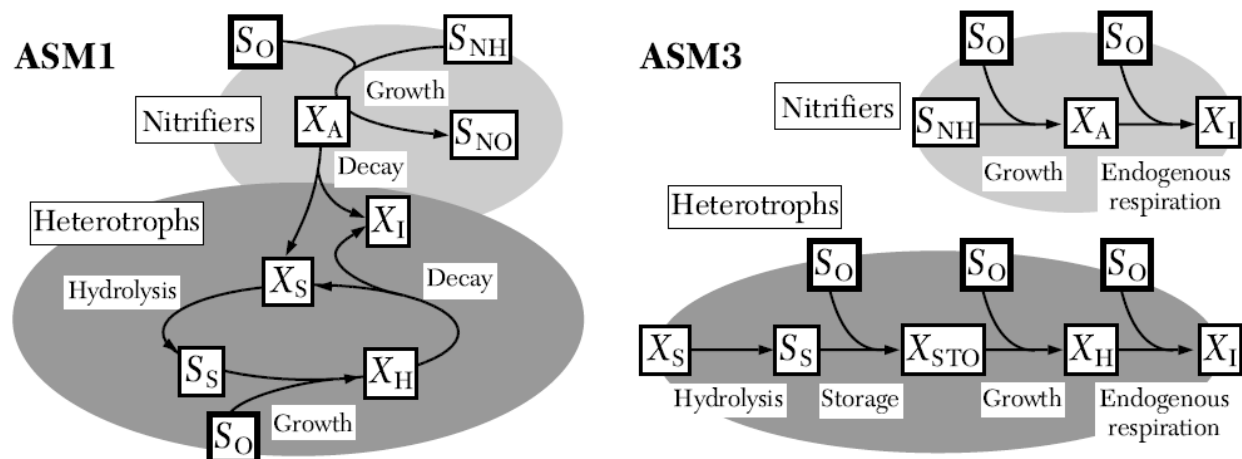 ASM1
S_O
S_NH
Growth
Nitrifiers
X_A
S_NO
Decay
Heterotrophs
X_I
X_S
Decay
Hydrolysis
S_S
X_H
Growth
S_O
ASM3
S_O
S_O
Nitrifiers
S_NH
X_A
X_I
Growth
Endogenous
respiration
Heterotrophs
S_O
S_O
S_O
X_S
S_S
X_STO
X_H
X_I
Hydrolysis
Storage
Growth
Endogenous
respiration